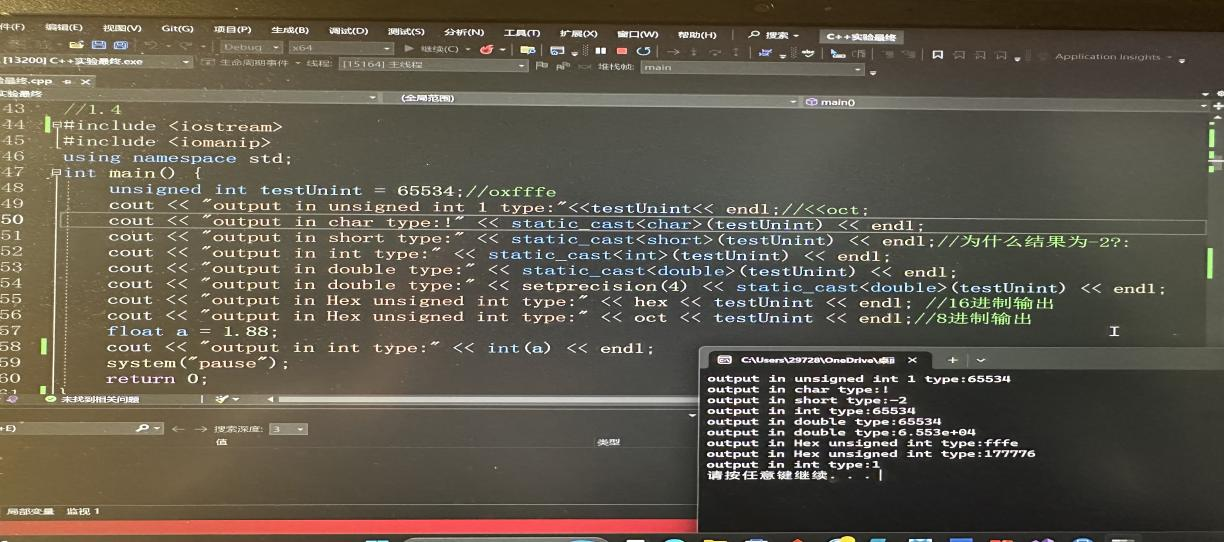 件(F) 编辑(E) 视图(V) Git(G) 项目(P) 生成(B) 调试(D) 测试(S) 分析(N) 工具(T) 扩展(X) 窗口(W) 帮助(H) 搜索 C++实验最终
Debug x64 继续(C)
[13200] C++实验最终.exe 生命周期事件 线程: [15164] 主线程 堆栈帧: main Application Insights
最终.cpp
实验最终 (全局范围) main()
43 //1.4
44 #include <iostream>
45 #include <iomanip>
46 using namespace std;
47 int main() {
48 unsigned int testUnint = 65534;//oxfffe
49 cout << "output in unsigned int 1 type:"<<testUnint<< endl;//<<oct;
50 cout << "output in char type:!" << static_cast<char>(testUnint) << endl;
51 cout << "output in short type:" << static_cast<short>(testUnint) << endl;//为什么结果为-2?:
52 cout << "output in int type:" << static_cast<int>(testUnint) << endl;
53 cout << "output in double type:" << static_cast<double>(testUnint) << endl;
54 cout << "output in double type:" << setprecision(4) << static_cast<double>(testUnint) << endl;
55 cout << "output in Hex unsigned int type:" << hex << testUnint << endl; //16进制输出
56 cout << "output in Hex unsigned int type:" << oct << testUnint << endl;//8进制输出
57 float a = 1.88;
58 cout << "output in int type:" << int(a) << endl;
59 system("pause");
60 return 0;
61 }
未找到相关问题
E) 搜索深度: 3
值 类型
局部变量 监视 1
C:\Users\29728\OneDrive\桌面
output in unsigned int 1 type:65534
output in char type:!
output in short type:-2
output in int type:65534
output in double type:65534
output in double type:6.553e+04
output in Hex unsigned int type:fffe
output in Hex unsigned int type:177776
output in int type:1
请按任意键继续. . .